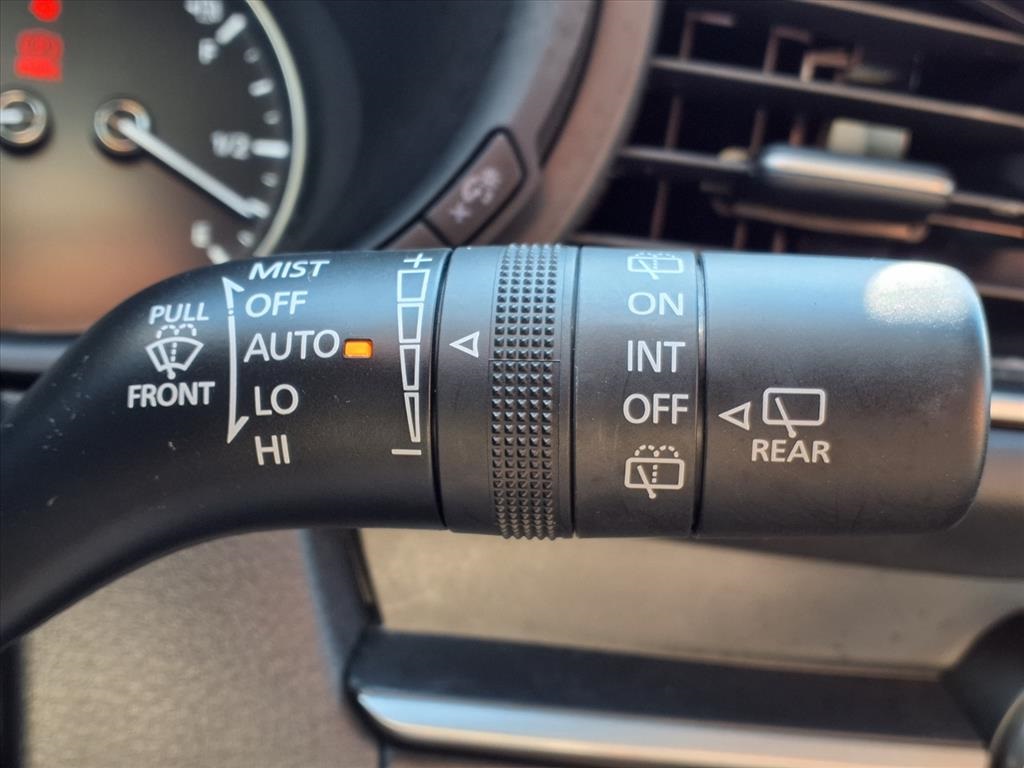 F
1/2
E
MIST
OFF
AUTO
LO
HI
PULL
FRONT
+
−
ON
INT
OFF
REAR